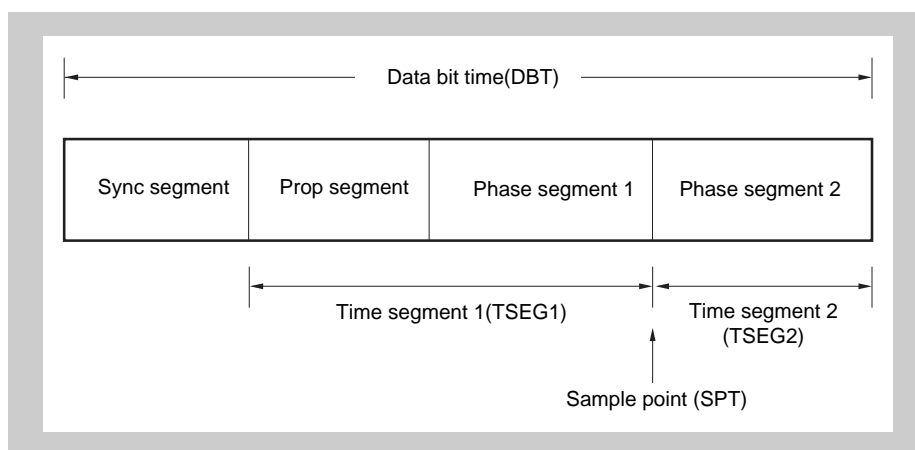 Data bit time(DBT)
Sync segment
Prop segment
Phase segment 1
Phase segment 2
Time segment 1(TSEG1)
Time segment 2
(TSEG2)
Sample point (SPT)